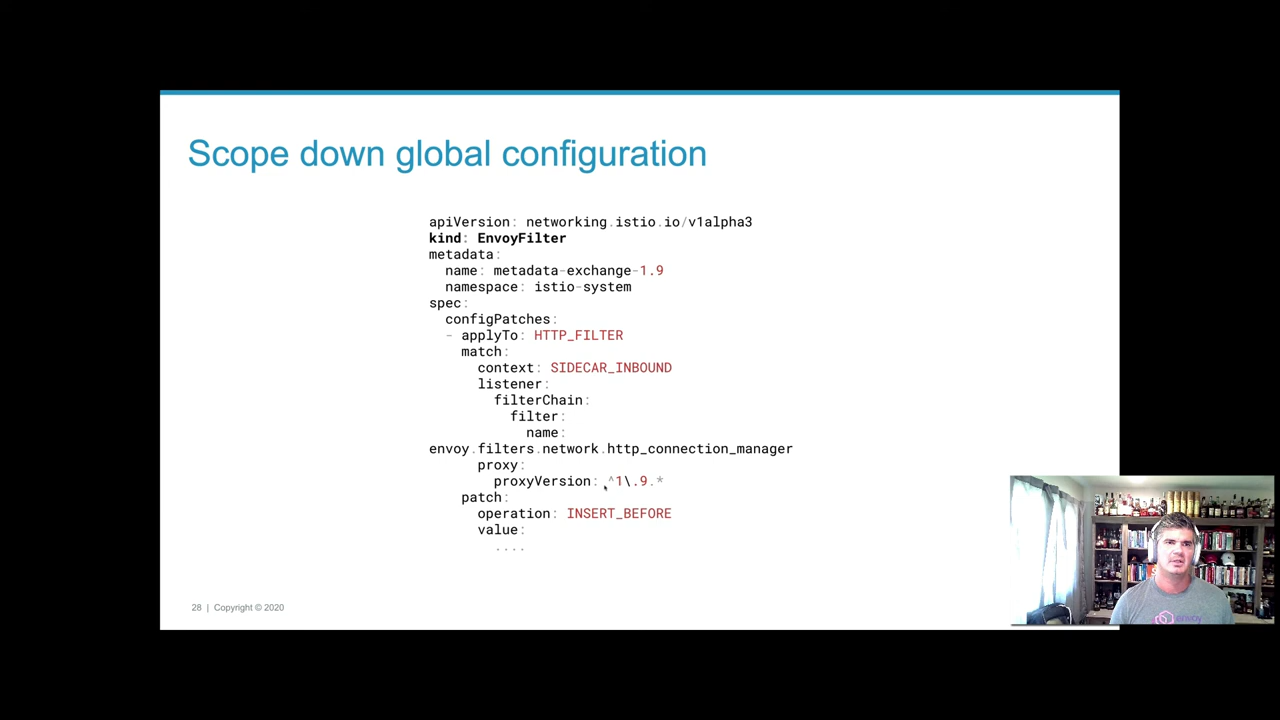 Scope down global configuration
apiVersion: networking.istio.io/v1alpha3
kind: EnvoyFilter
metadata:
  name: metadata-exchange-1.9
  namespace: istio-system
spec:
  configPatches:
  - applyTo: HTTP_FILTER
    match:
      context: SIDECAR_INBOUND
      listener:
        filterChain:
          filter:
            name:
envoy.filters.network.http_connection_manager
      proxy:
        proxyVersion: ^1\.9.*
    patch:
      operation: INSERT_BEFORE
      value:
        ....
28 | Copyright © 2020
envoy